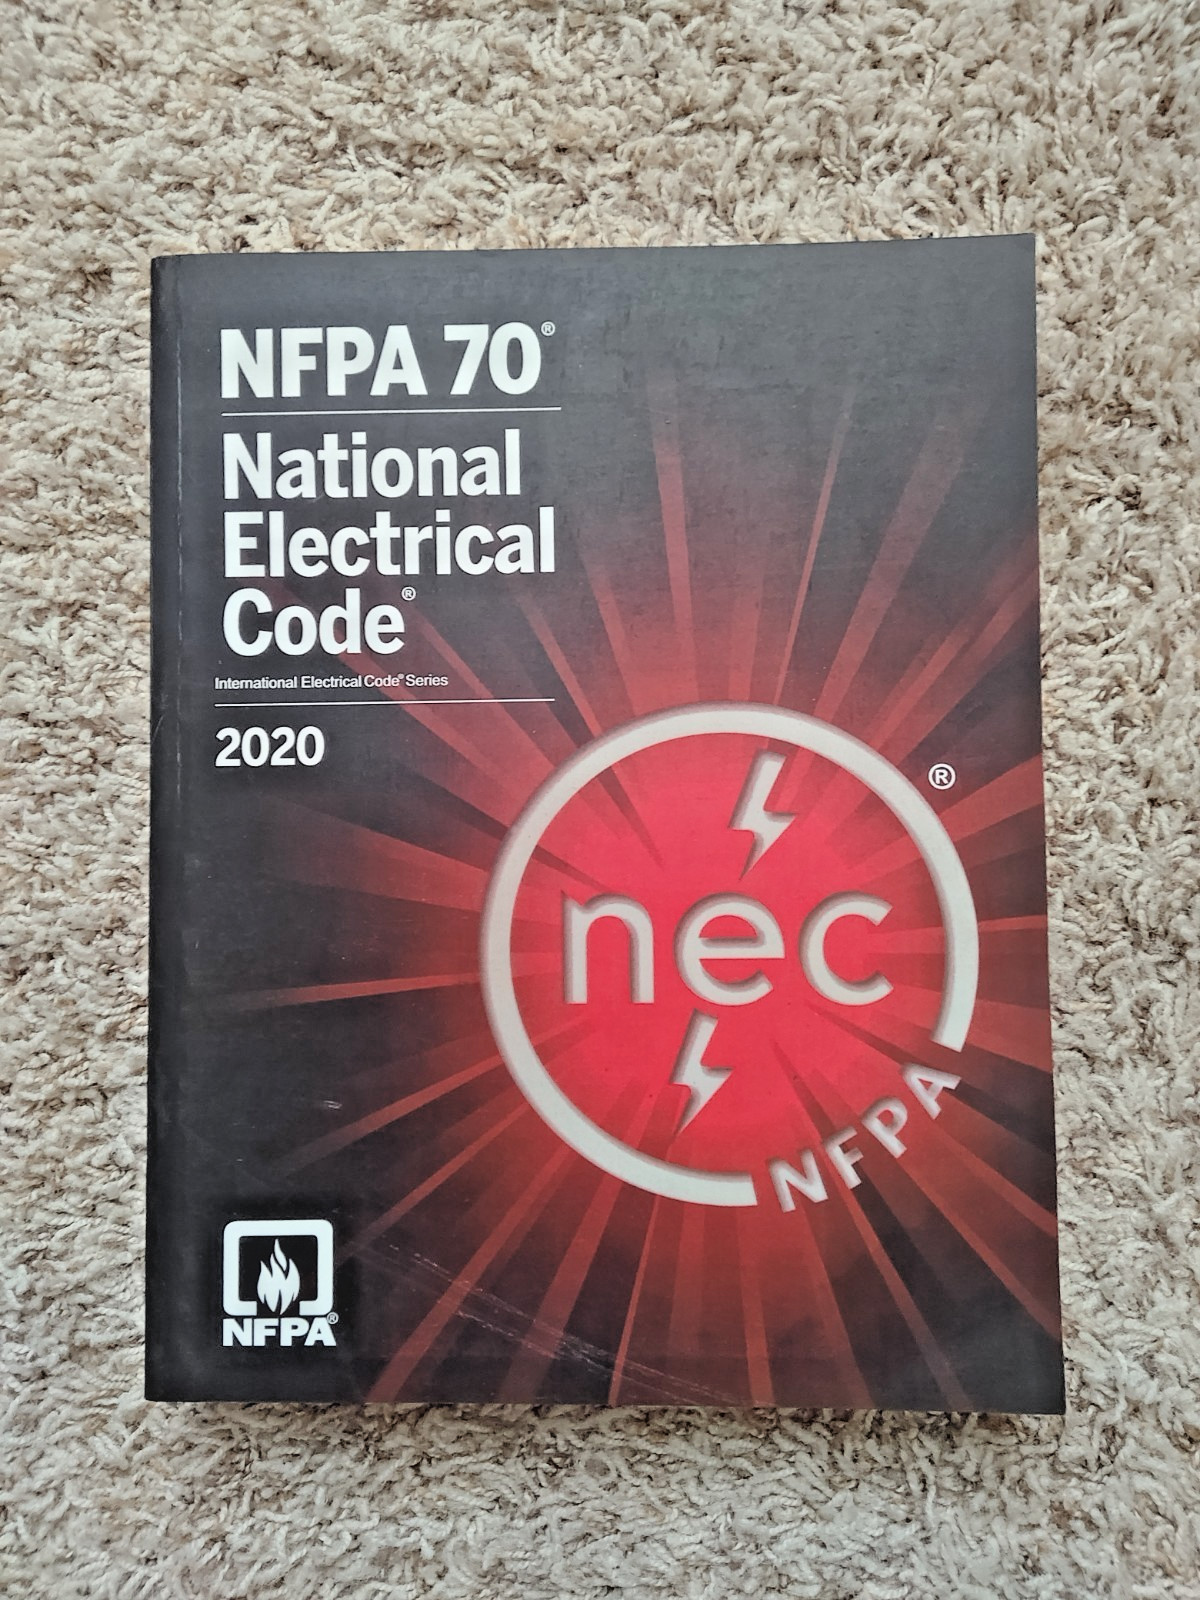 NFPA 70®
National
Electrical
Code®
International Electrical Code® Series
2020
®
nec
NFPA
NFPA®